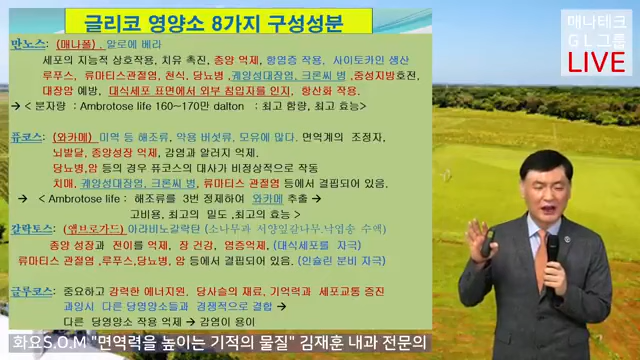 글리코 영양소 8가지 구성성분
매나테크
GL그룹
LIVE
만노스: (매나폴) . 알로에 베라
세포의 지능적 상호작용, 치유 촉진, 종양 억제, 항염증 작용, 사이토카인 생산
루푸스, 류마티스관절염, 천식, 당뇨병, 궤양성대장염, 크론씨 병 ,중성지방호전,
대장암 예방, 대식세포 표면에서 외부 침입자를 인지, 항산화 작용.
→ < 분자량 : Ambrotose life 160~170만 dalton : 최고 함량, 최고 효능>
퓨코스: (와카메) 미역 등 해조류, 약용 버섯류, 모유에 많다. 면역계의 조정자,
뇌발달, 종양성장 억제, 감염과 알러지 억제.
당뇨병,암 등의 경우 퓨코스의 대사가 비정상적으로 작동
치매, 궤양성대장염, 크론씨 병, 류마티스 관절염 등에서 결핍되어 있음.
→ < Ambrotose life : 해조류를 3번 정제하여 와카메 추출 →
고비용,최고의 밀도 ,최고의 효능 >
갈락토스: (앰브로가드) 아라비노갈락탄 (소나무과 서양잎갈나무.낙엽송 수액)
종양 성장과 전이를 억제, 장 건강, 염증억제, (대식세포를 자극)
류마티스 관절염 ,루푸스,당뇨병, 암 등에서 결핍되어 있음. (인슐린 분비 자극)
글루코스: 중요하고 강력한 에너지원, 당사슬의 재료, 기억력과 세포교통 증진
과잉시 다른 당영양소들과 경쟁적으로 결합 →
다른 당영양소 작용 억제 → 감염이 용이
화요S.O.M "면역력을 높이는 기적의 물질" 김재훈 내과 전문의